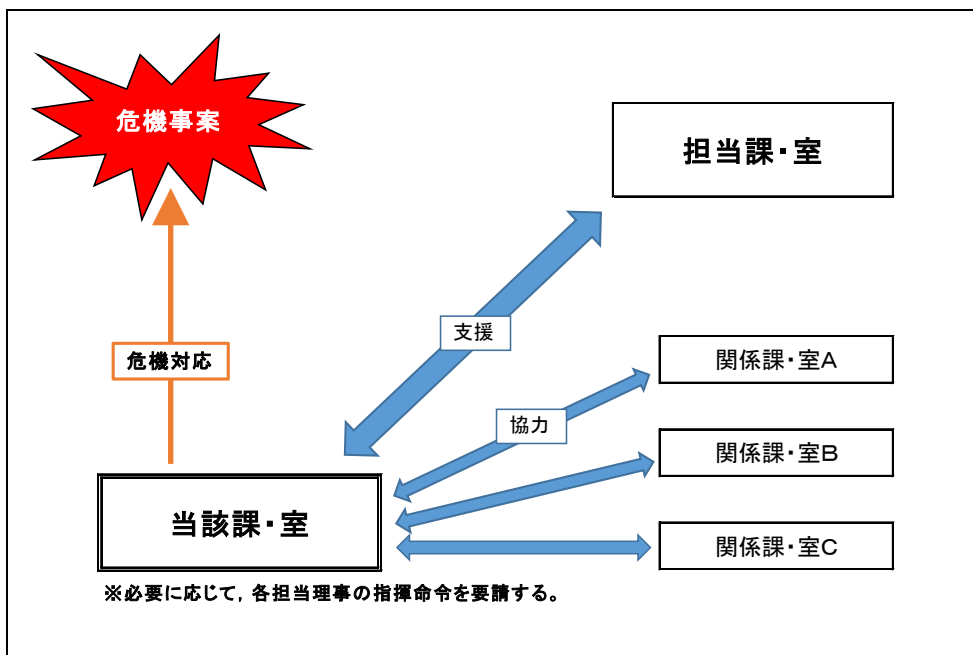 危機事案
担当課・室
支援
危機対応
関係課・室A
協力
関係課・室B
当該課・室
関係課・室C
※必要に応じて，各担当理事の指揮命令を要請する。